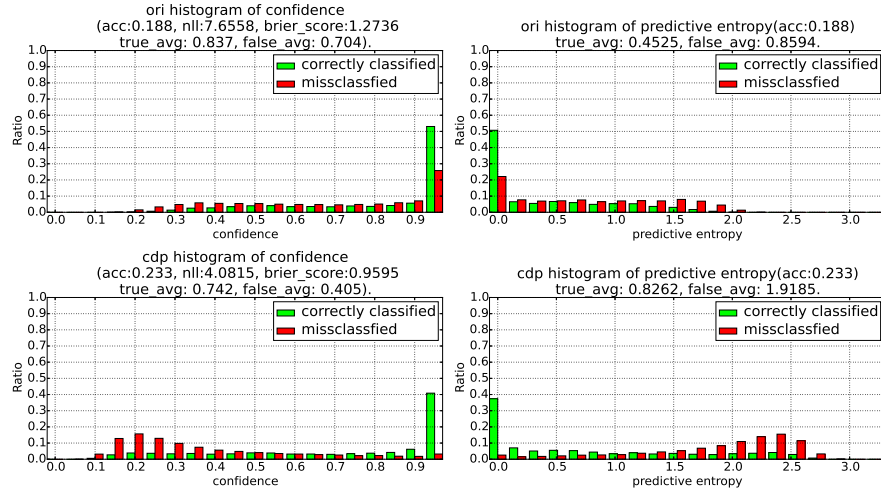 ori histogram of confidence
(acc:0.188, nll:7.6558, brier_score:1.2736
true_avg: 0.837, false_avg: 0.704).
1.0
0.9
0.8
0.7
0.6
0.5
0.4
0.3
0.2
0.1
0.0
Ratio
correctly classified
missclassfied
0.0 0.1 0.2 0.3 0.4 0.5 0.6 0.7 0.8 0.9
confidence
ori histogram of predictive entropy(acc:0.188)
true_avg: 0.4525, false_avg: 0.8594.
1.0
0.9
0.8
0.7
0.6
0.5
0.4
0.3
0.2
0.1
0.0
Ratio
correctly classified
missclassfied
0.0 0.5 1.0 1.5 2.0 2.5 3.0
predictive entropy
cdp histogram of confidence
(acc:0.233, nll:4.0815, brier_score:0.9595
true_avg: 0.742, false_avg: 0.405).
1.0
0.9
0.8
0.7
0.6
0.5
0.4
0.3
0.2
0.1
0.0
Ratio
correctly classified
missclassfied
0.0 0.1 0.2 0.3 0.4 0.5 0.6 0.7 0.8 0.9
confidence
cdp histogram of predictive entropy(acc:0.233)
true_avg: 0.8262, false_avg: 1.9185.
1.0
0.9
0.8
0.7
0.6
0.5
0.4
0.3
0.2
0.1
0.0
Ratio
correctly classified
missclassfied
0.0 0.5 1.0 1.5 2.0 2.5 3.0
predictive entropy